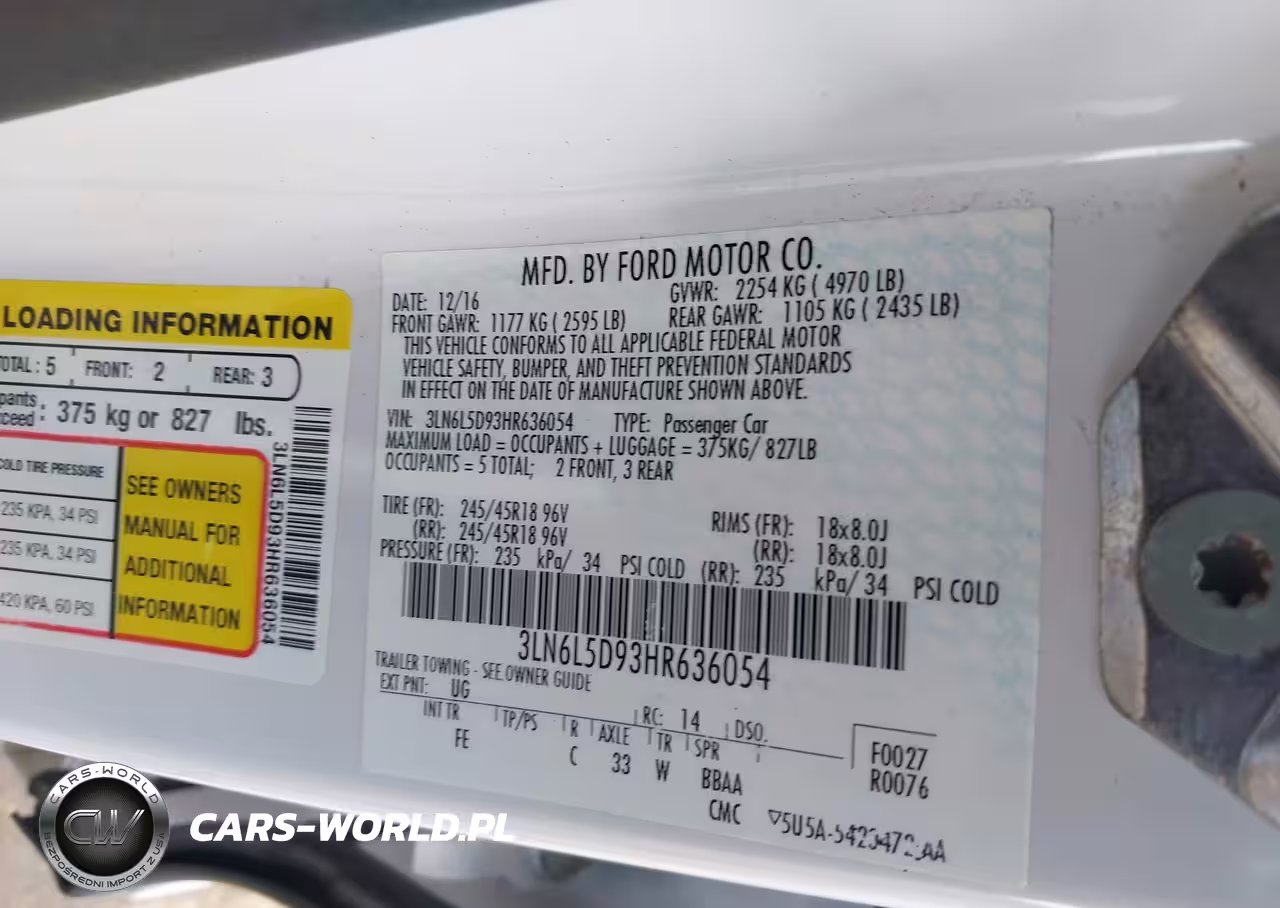 LOADING INFORMATION
TOTAL : 5 FRONT: 2 REAR: 3
375 kg or 827 lbs.
COLD TIRE PRESSURE
235 KPA, 34 PSI
235 KPA, 34 PSI
420 KPA, 60 PSI
SEE OWNERS
MANUAL FOR
ADDITIONAL
INFORMATION
3LN6L5D93HR636054
MFD. BY FORD MOTOR CO.
DATE: 12/16 GVWR: 2254 KG ( 4970 LB)
FRONT GAWR: 1177 KG ( 2595 LB) REAR GAWR: 1105 KG ( 2435 LB)
THIS VEHICLE CONFORMS TO ALL APPLICABLE FEDERAL MOTOR
VEHICLE SAFETY, BUMPER, AND THEFT PREVENTION STANDARDS
IN EFFECT ON THE DATE OF MANUFACTURE SHOWN ABOVE.
VIN: 3LN6L5D93HR636054 TYPE: Passenger Car
MAXIMUM LOAD = OCCUPANTS + LUGGAGE = 375KG/ 827LB
OCCUPANTS = 5 TOTAL; 2 FRONT, 3 REAR
TIRE (FR): 245/45R18 96V RIMS (FR): 18x8.0J
(RR): 245/45R18 96V (RR): 18x8.0J
PRESSURE (FR): 235 kPa/ 34 PSI COLD (RR): 235 kPa/ 34 PSI COLD
3LN6L5D93HR636054
TRAILER TOWING - SEE OWNER GUIDE
EXT PNT: UG RC: 14 DSO:
INT TR TP/PS R AXLE TR SPR
FE C 33 W BBAA
CMC
F0027
R0076
CARS-WORLD
CW
BEZPOŚREDNI IMPORT Z USA
CARS-WORLD.PL